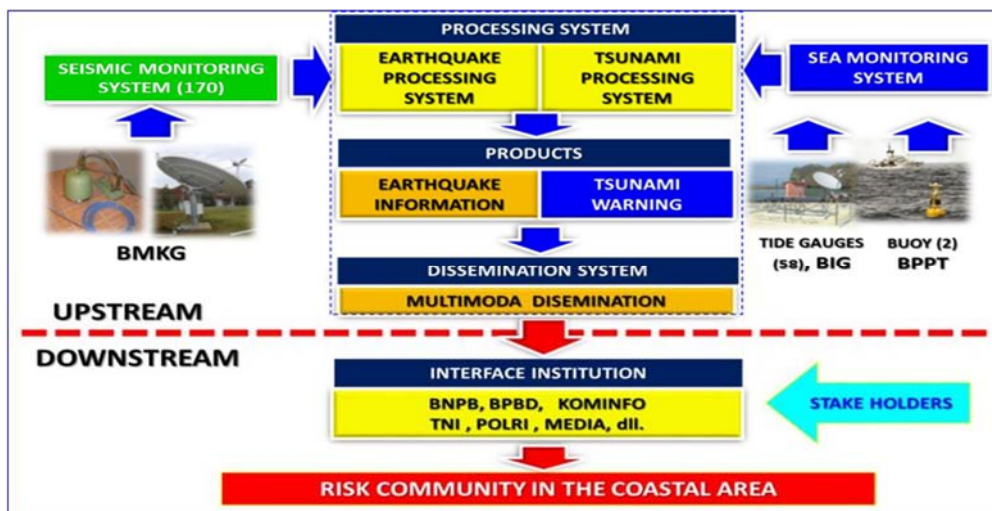 PROCESSING SYSTEM
EARTHQUAKE
PROCESSING
SYSTEM
TSUNAMI
PROCESSING
SYSTEM
SEISMIC MONITORING
SYSTEM (170)
SEA MONITORING
SYSTEM
PRODUCTS
EARTHQUAKE
INFORMATION
TSUNAMI
WARNING
BMKG
TIDE GAUGES
(58), BIG
BUOY (2)
BPPT
DISSEMINATION SYSTEM
MULTIMODA DISEMINATION
UPSTREAM
DOWNSTREAM
INTERFACE INSTITUTION
BNPB, BPBD, KOMINFO
TNI , POLRI , MEDIA, dll.
STAKE HOLDERS
RISK COMMUNITY IN THE COASTAL AREA